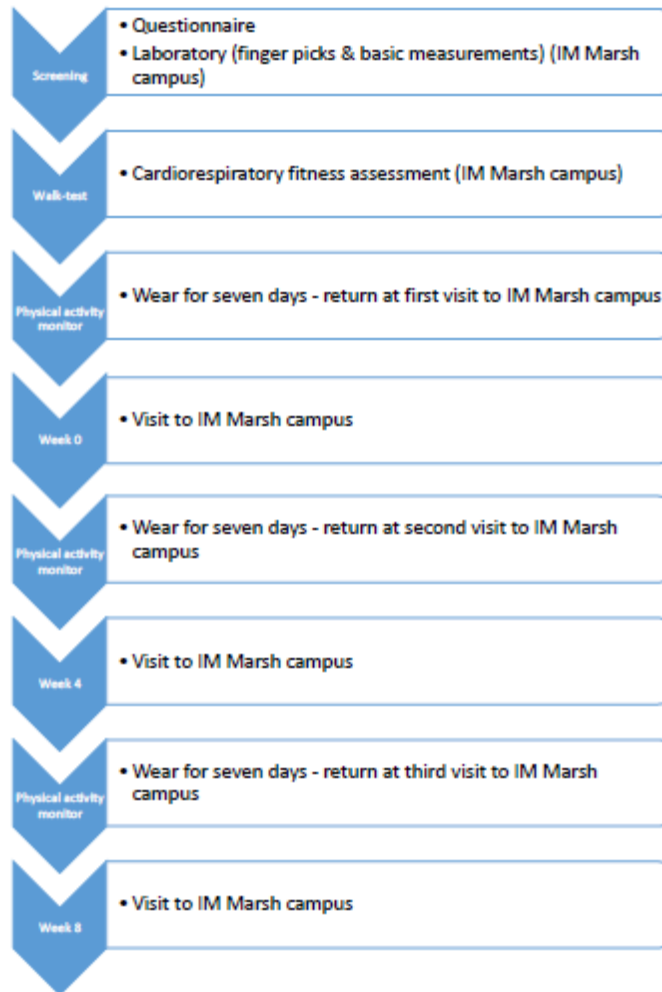 • Questionnaire
• Laboratory (finger picks & basic measurements) (IM Marsh
campus)
Screening
• Cardiorespiratory fitness assessment (IM Marsh campus)
Walk-test
• Wear for seven days - return at first visit to IM Marsh campus
Physical activity
monitor
• Visit to IM Marsh campus
Week 0
• Wear for seven days - return at second visit to IM Marsh
campus
Physical activity
monitor
• Visit to IM Marsh campus
Week 4
• Wear for seven days - return at third visit to IM Marsh
campus
Physical activity
monitor
• Visit to IM Marsh campus
Week 8